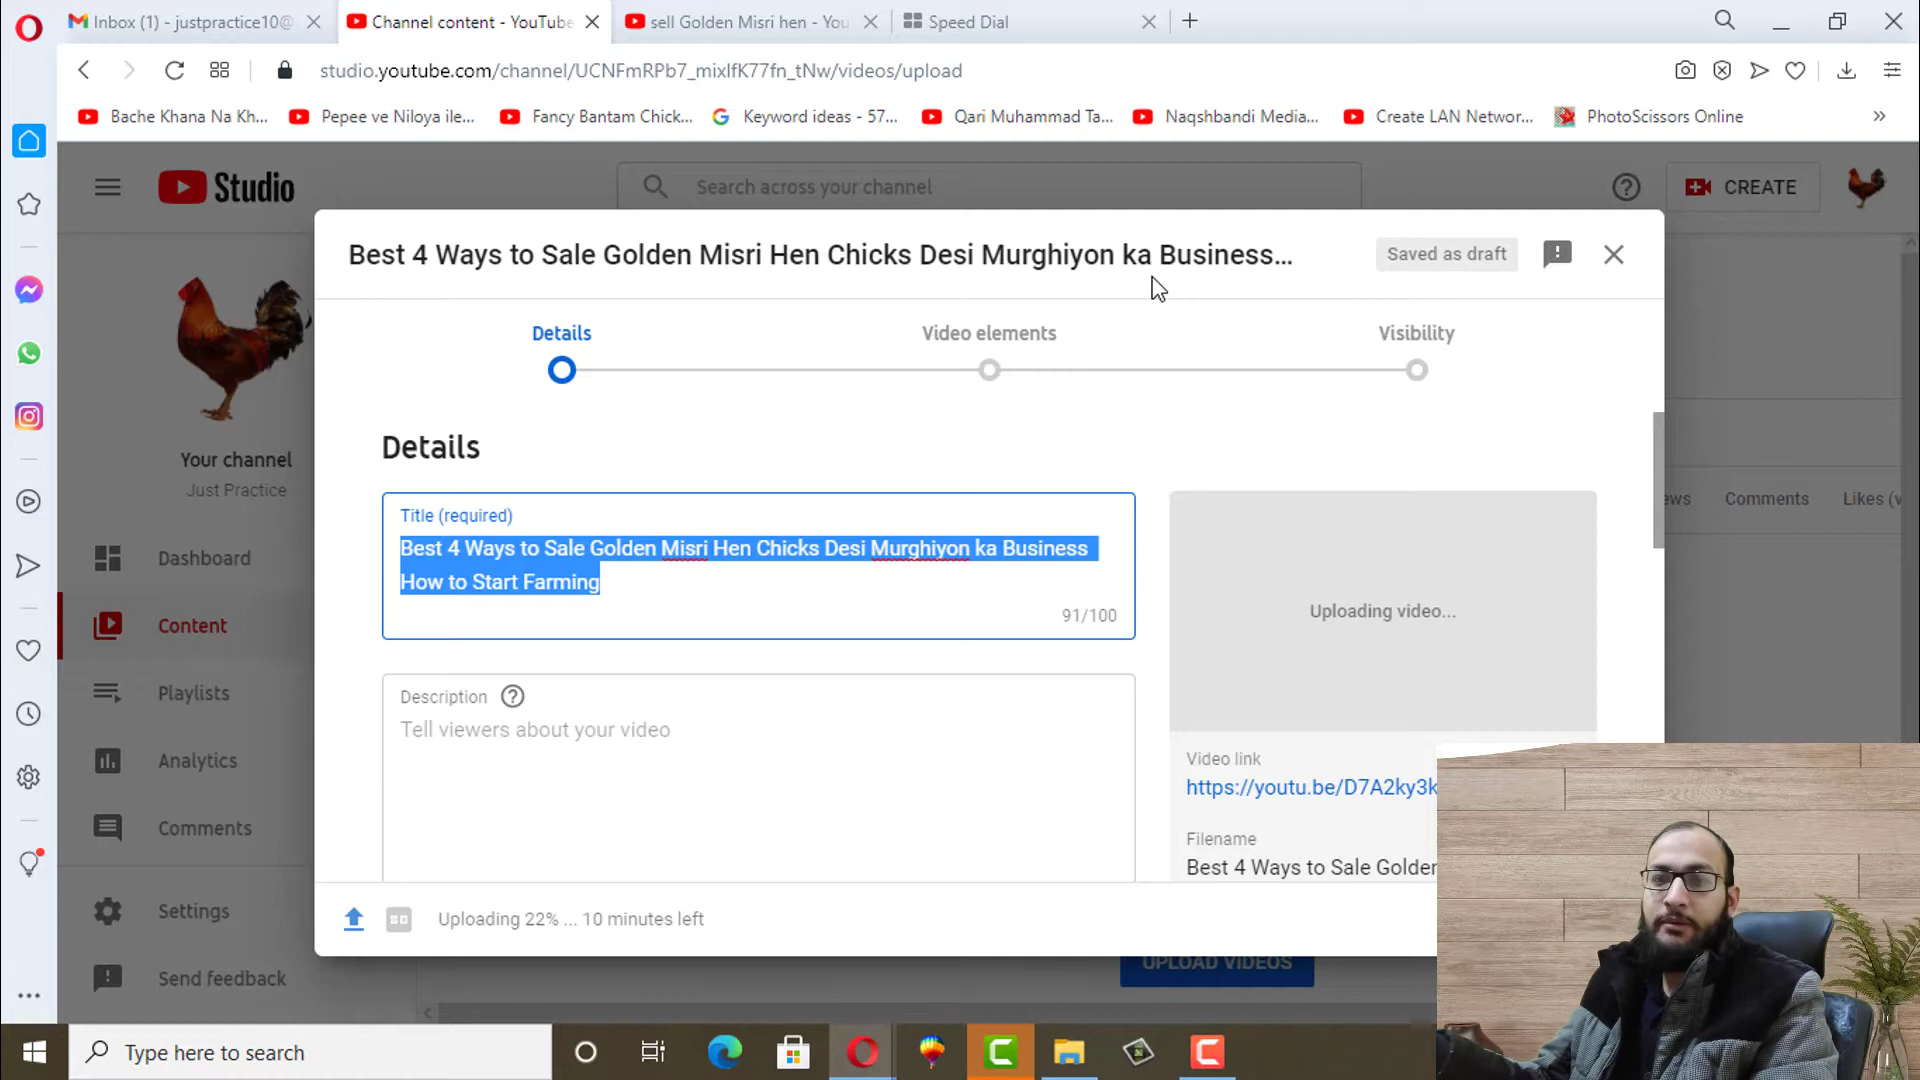 Inbox (1) - justpractice10@
Channel content - YouTube
sell Golden Misri hen - You
Speed Dial
studio.youtube.com/channel/UCNFmRPb7_mixlfK77fn_tNw/videos/upload
Bache Khana Na Kh...
Pepee ve Niloya ile...
Fancy Bantam Chick...
Keyword ideas - 57...
Qari Muhammad Ta...
Naqshbandi Media...
Create LAN Networ...
PhotoScissors Online
Studio
Search across your channel
CREATE
Best 4 Ways to Sale Golden Misri Hen Chicks Desi Murghiyon ka Business...
Saved as draft
Details
Video elements
Visibility
Details
Title (required)
Best 4 Ways to Sale Golden Misri Hen Chicks Desi Murghiyon ka Business
How to Start Farming
91/100
Description
Tell viewers about your video
Uploading video...
Video link
https://youtu.be/D7A2ky3k
Filename
Best 4 Ways to Sale Golden
Uploading 22% ... 10 minutes left
UPLOAD VIDEOS
Your channel
Just Practice
Dashboard
Content
Playlists
Analytics
Comments
Settings
Send feedback
Comments
Likes (v
Type here to search